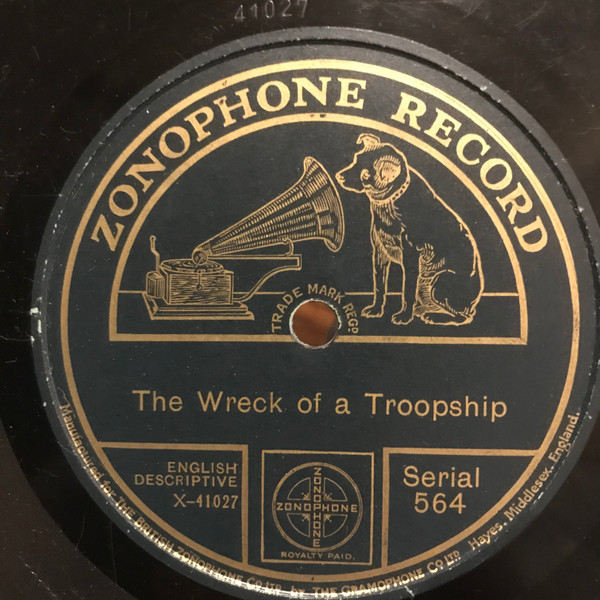 41027
ZONOPHONE RECORD
TRADE MARK REGD.
The Wreck of a Troopship
ENGLISH
DESCRIPTIVE
X-41027
ZONOPHONE
ZONOPHONE
ROYALTY PAID.
Serial
564
Manufactured for THE BRITISH ZONOPHONE CO LTD. by THE GRAMOPHONE CO LTD. Hayes, Middlesex, England.